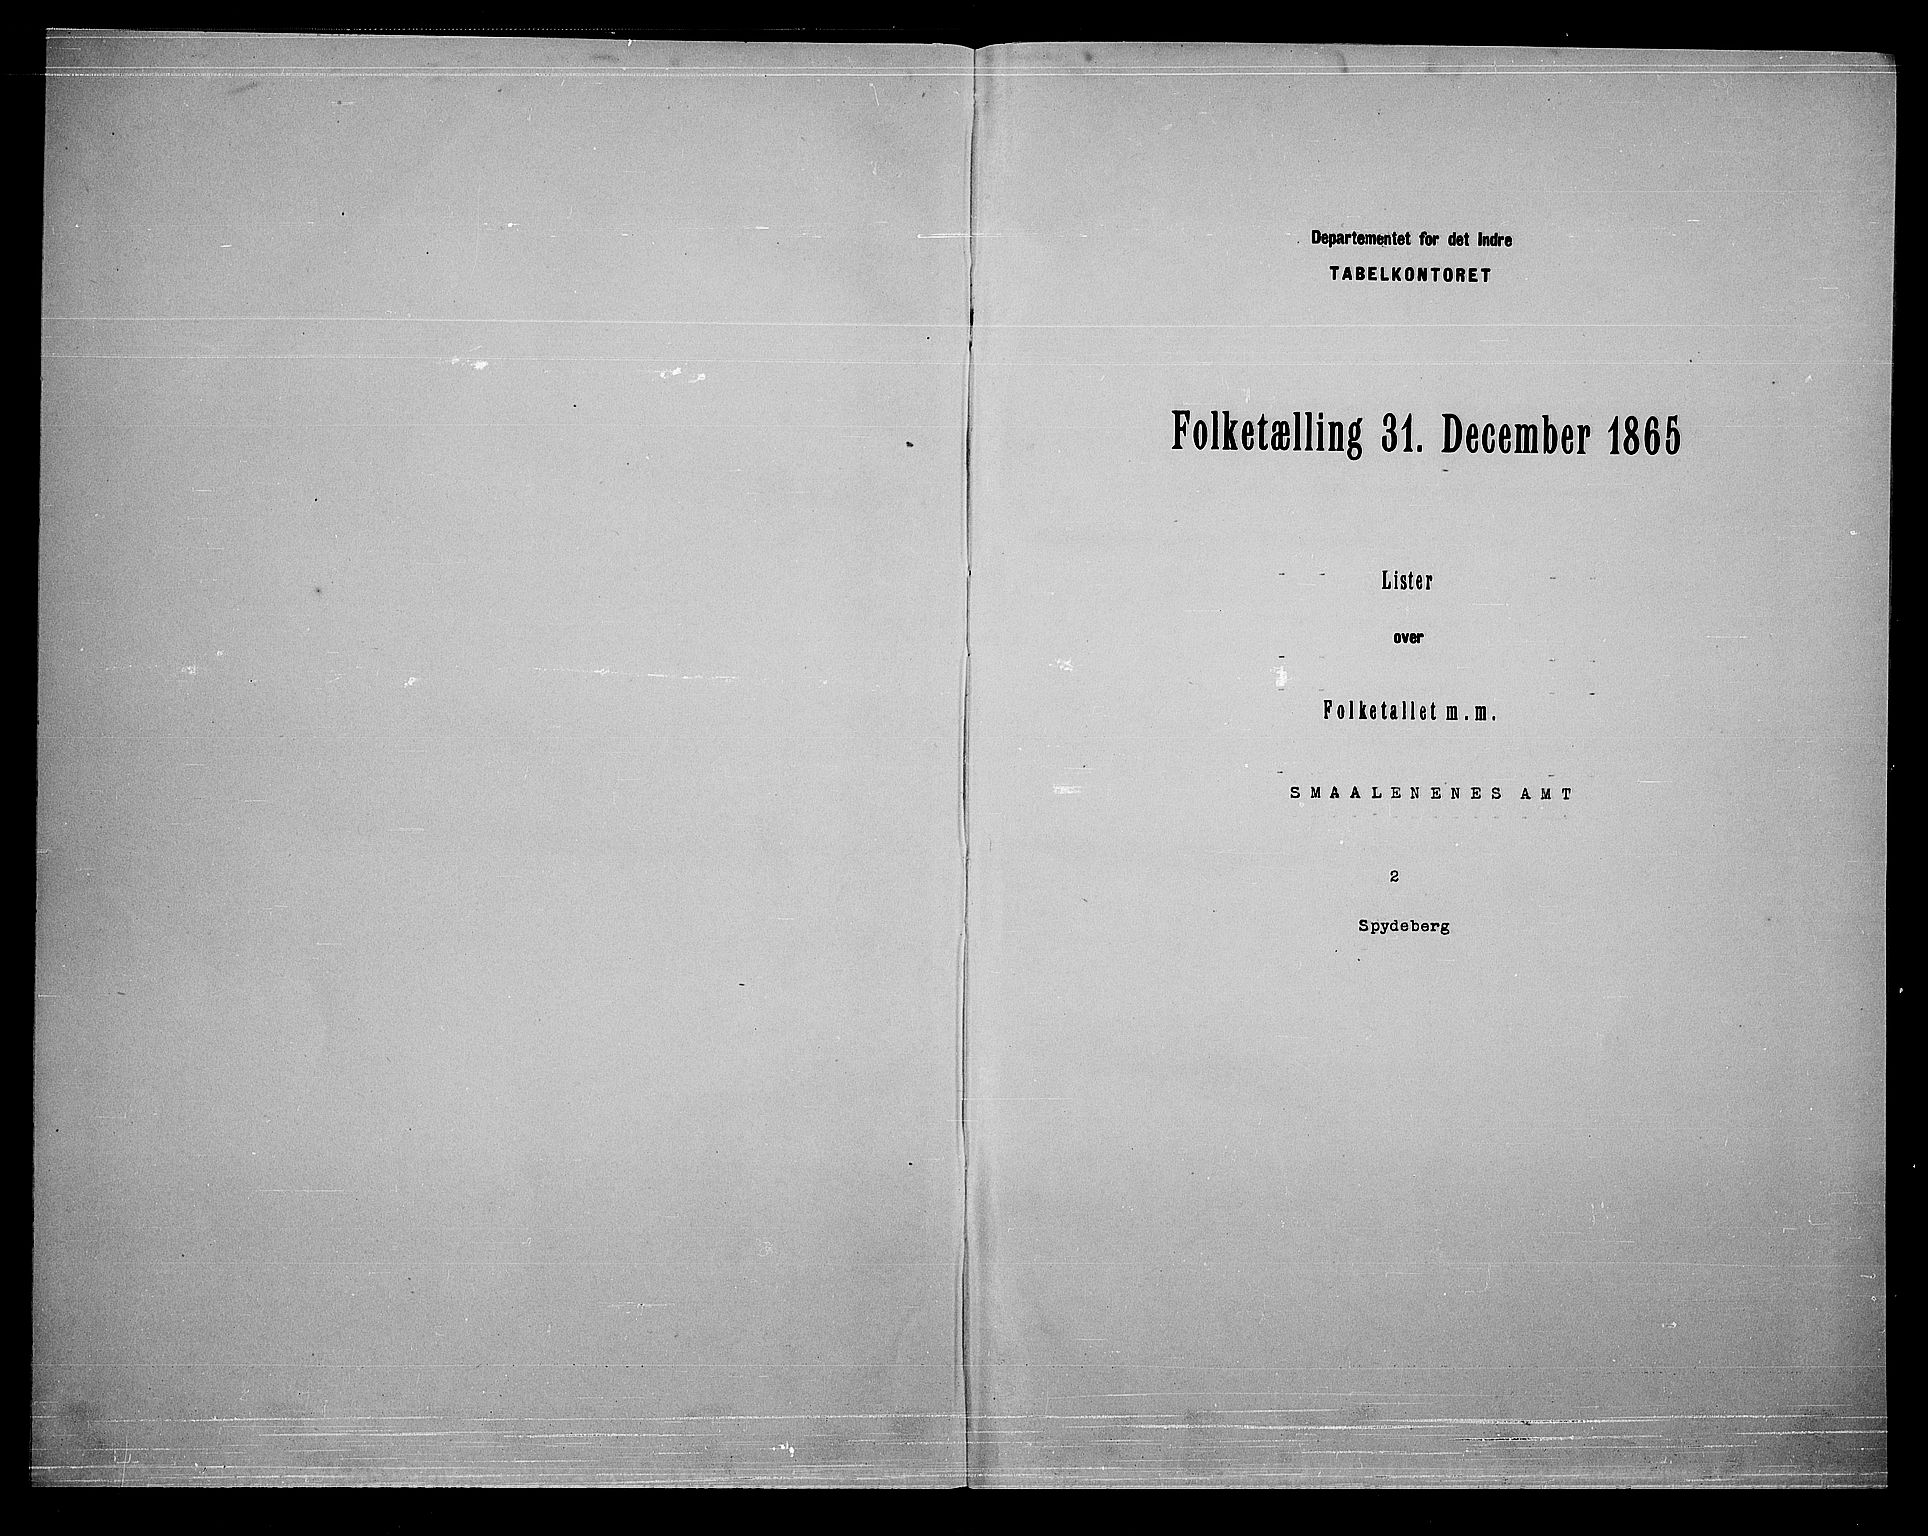 Departementet for det Indre
TABELKONTORET
Folketælling 31. December 1865
Lister
over
Folketallet m.m.
SMAALENENES AMT
2
Spydeberg